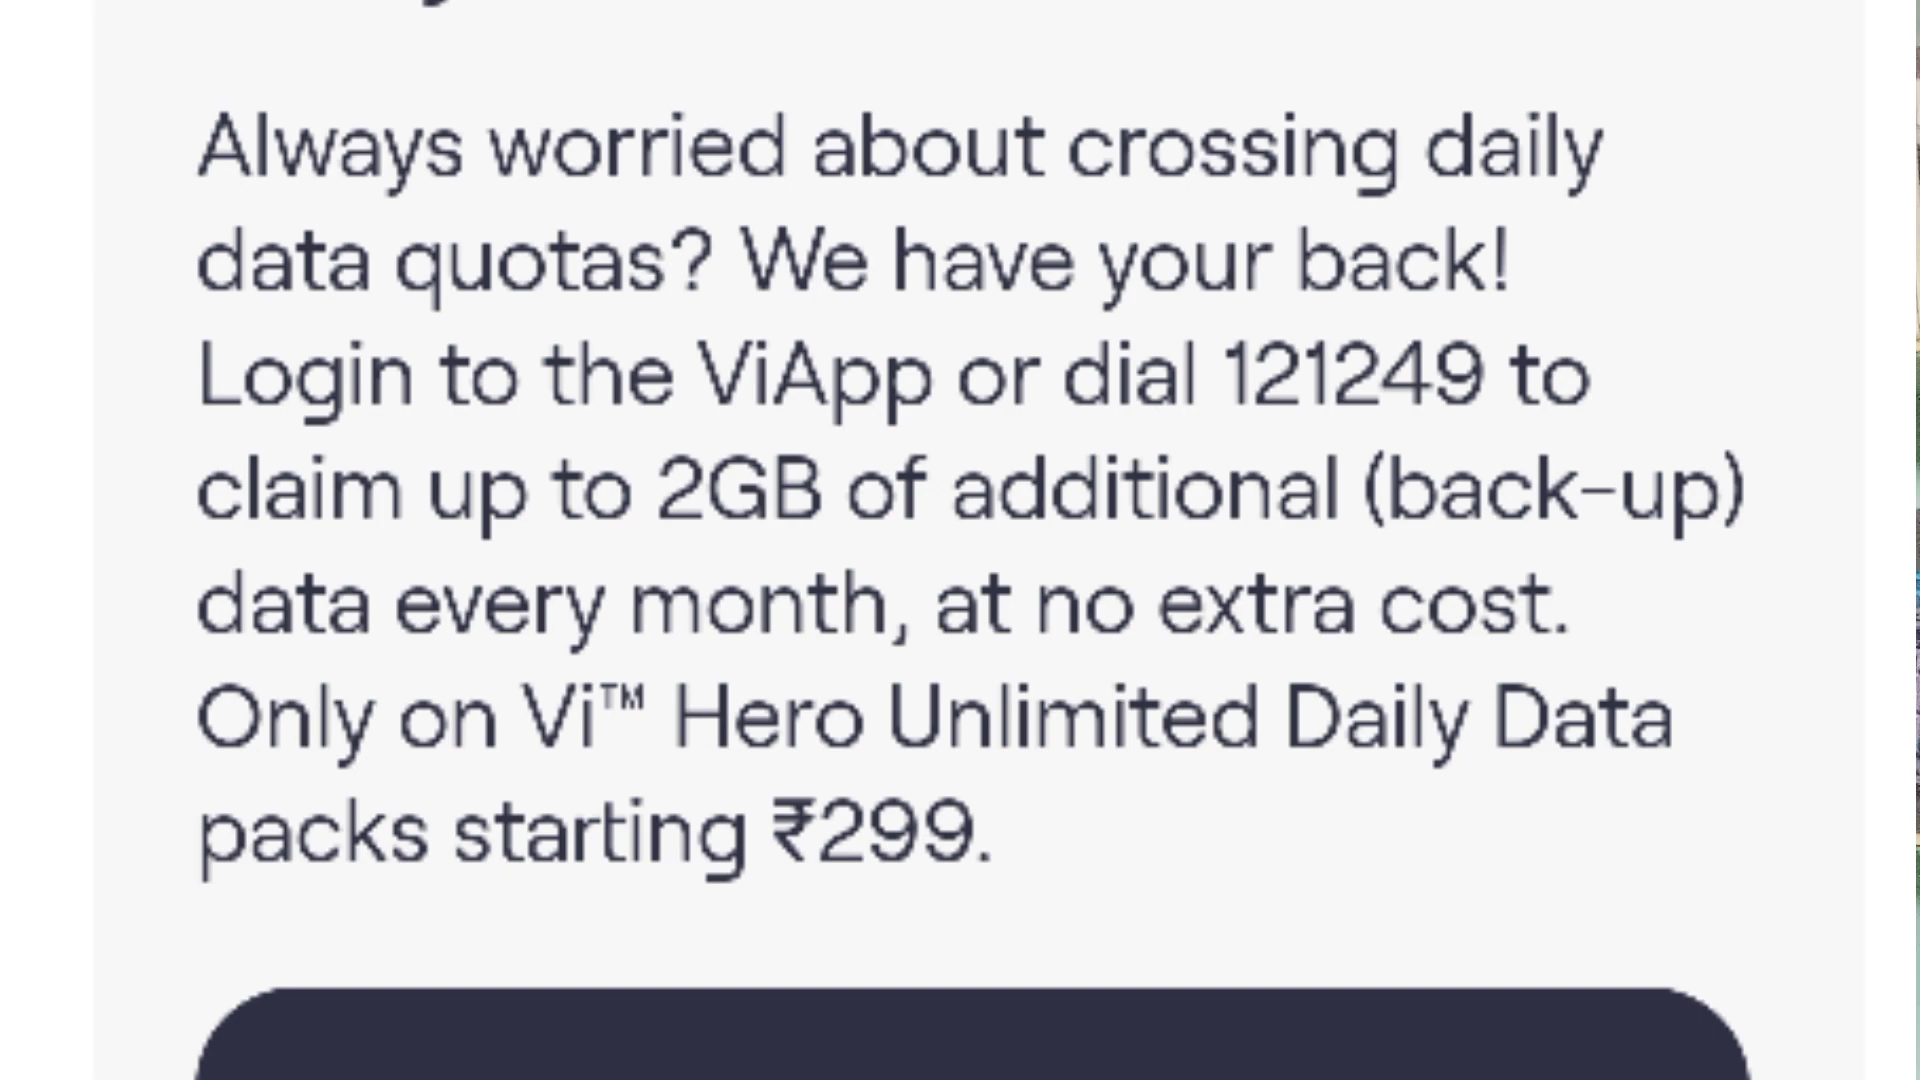 Always worried about crossing daily
data quotas? We have your back!
Login to the ViApp or dial 121249 to
claim up to 2GB of additional (back-up)
data every month, at no extra cost.
Only on Vi™ Hero Unlimited Daily Data
packs starting ₹299.